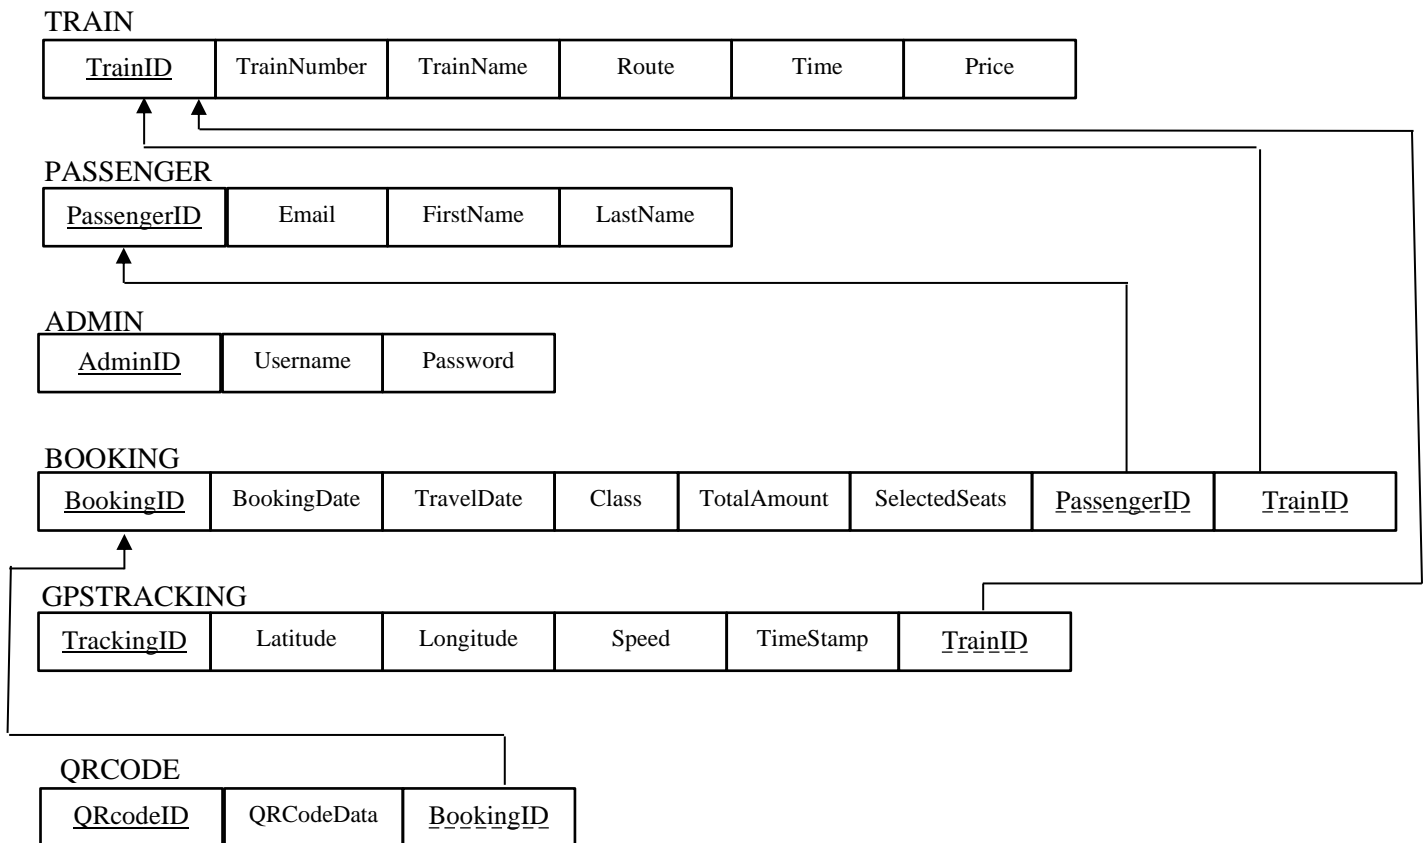 TRAIN
TrainID TrainNumber TrainName Route Time Price
PASSENGER
PassengerID Email FirstName LastName
ADMIN
AdminID Username Password
BOOKING
BookingID BookingDate TravelDate Class TotalAmount SelectedSeats PassengerID TrainID
GPSTRACKING
TrackingID Latitude Longitude Speed TimeStamp TrainID
QRCODE
QRcodeID QRCodeData BookingID